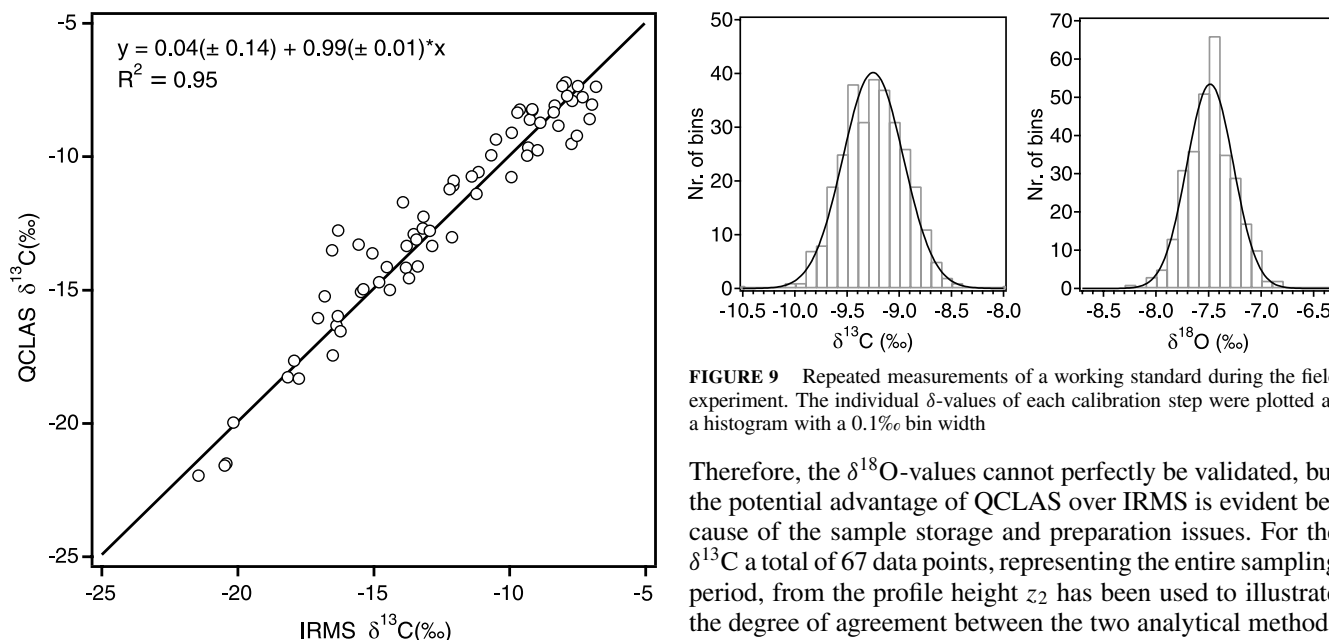 y = 0.04(± 0.14) + 0.99(± 0.01)*x
R² = 0.95
QCLAS δ¹³C(‰)
-5
-10
-15
-20
-25
-25 -20 -15 -10 -5
IRMS δ¹³C(‰)
Nr. of bins
50
40
30
20
10
0
-10.5 -10.0 -9.5 -9.0 -8.5 -8.0
δ¹³C (‰)
Nr. of bins
70
60
50
40
30
20
10
0
-8.5 -8.0 -7.5 -7.0 -6.5
δ¹⁸O (‰)
FIGURE 9 Repeated measurements of a working standard during the field
experiment. The individual δ-values of each calibration step were plotted a
a histogram with a 0.1‰ bin width
Therefore, the δ¹⁸O-values cannot perfectly be validated, bu
the potential advantage of QCLAS over IRMS is evident be
cause of the sample storage and preparation issues. For the
δ¹³C a total of 67 data points, representing the entire sampling
period, from the profile height z₂ has been used to illustrate
the degree of agreement between the two analytical method